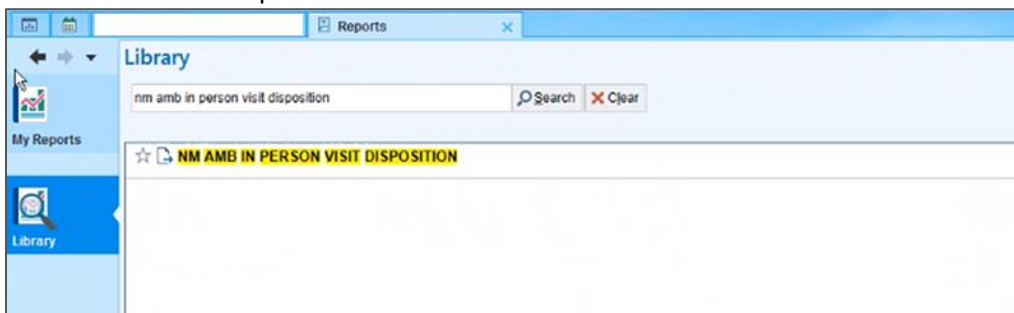 Reports
Library
nm amb in person visit disposition
Search
Clear
My Reports
NM AMB IN PERSON VISIT DISPOSITION
Library